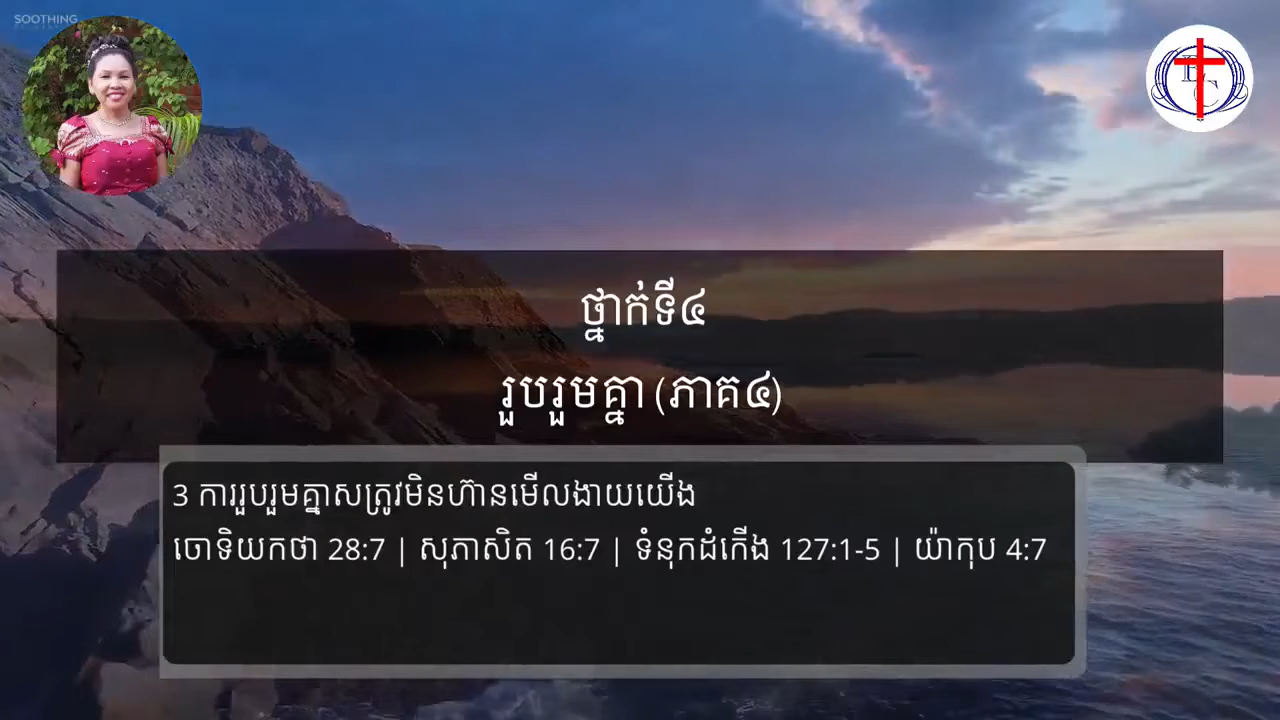 SOOTHING
ថ្នាក់ទី៤
រួបរួមគ្នា (ភាគ៤)
3 ការរួបរួមគ្នាសត្រូវមិនហ៊ានមើលងាយយើង
ចោទិយកថា 28:7 | សុភាសិត 16:7 | ទំនុកដំកើង 127:1-5 | យ៉ាកុប 4:7